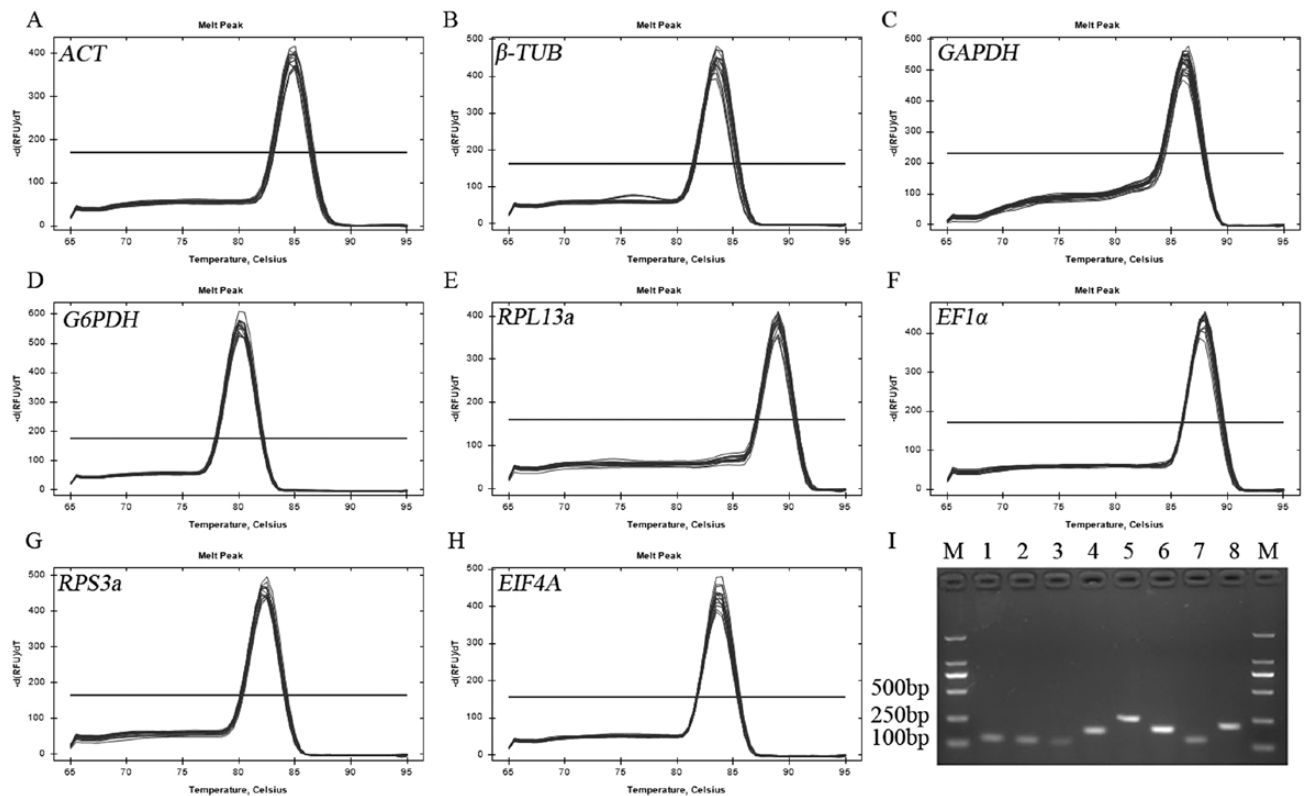 A
Melt Peak
ACT
400
300
200
100
0
-d(RFU)/dT
65 70 75 80 85 90 95
Temperature, Celsius
B
Melt Peak
β-TUB
500
400
300
200
100
0
-d(RFU)/dT
65 70 75 80 85 90 95
Temperature, Celsius
C
Melt Peak
GAPDH
600
500
400
300
200
100
0
-d(RFU)/dT
65 70 75 80 85 90 95
Temperature, Celsius
D
Melt Peak
G6PDH
600
500
400
300
200
100
0
-d(RFU)/dT
65 70 75 80 85 90 95
Temperature, Celsius
E
Melt Peak
RPL13a
400
300
200
100
0
-d(RFU)/dT
65 70 75 80 85 90 95
Temperature, Celsius
F
Melt Peak
EF1α
400
300
200
100
0
-d(RFU)/dT
65 70 75 80 85 90 95
Temperature, Celsius
G
Melt Peak
RPS3a
500
400
300
200
100
0
-d(RFU)/dT
65 70 75 80 85 90 95
Temperature, Celsius
H
Melt Peak
EIF4A
500
400
300
200
100
0
-d(RFU)/dT
65 70 75 80 85 90 95
Temperature, Celsius
I
M 1 2 3 4 5 6 7 8 M
500bp
250bp
100bp